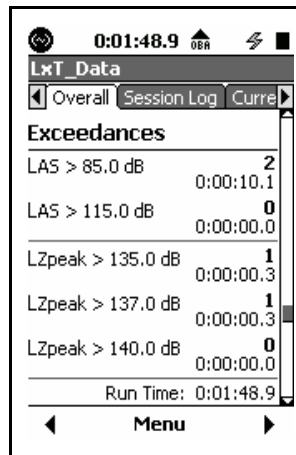 0:01:48.9 OBA
LxT_Data
Overall Session Log Curre
Exceedances
LAS > 85.0 dB 2
0:00:10.1
LAS > 115.0 dB 0
0:00:00.0
LZpeak > 135.0 dB 1
0:00:00.3
LZpeak > 137.0 dB 1
0:00:00.3
LZpeak > 140.0 dB 0
0:00:00.0
Run Time: 0:01:48.9
Menu